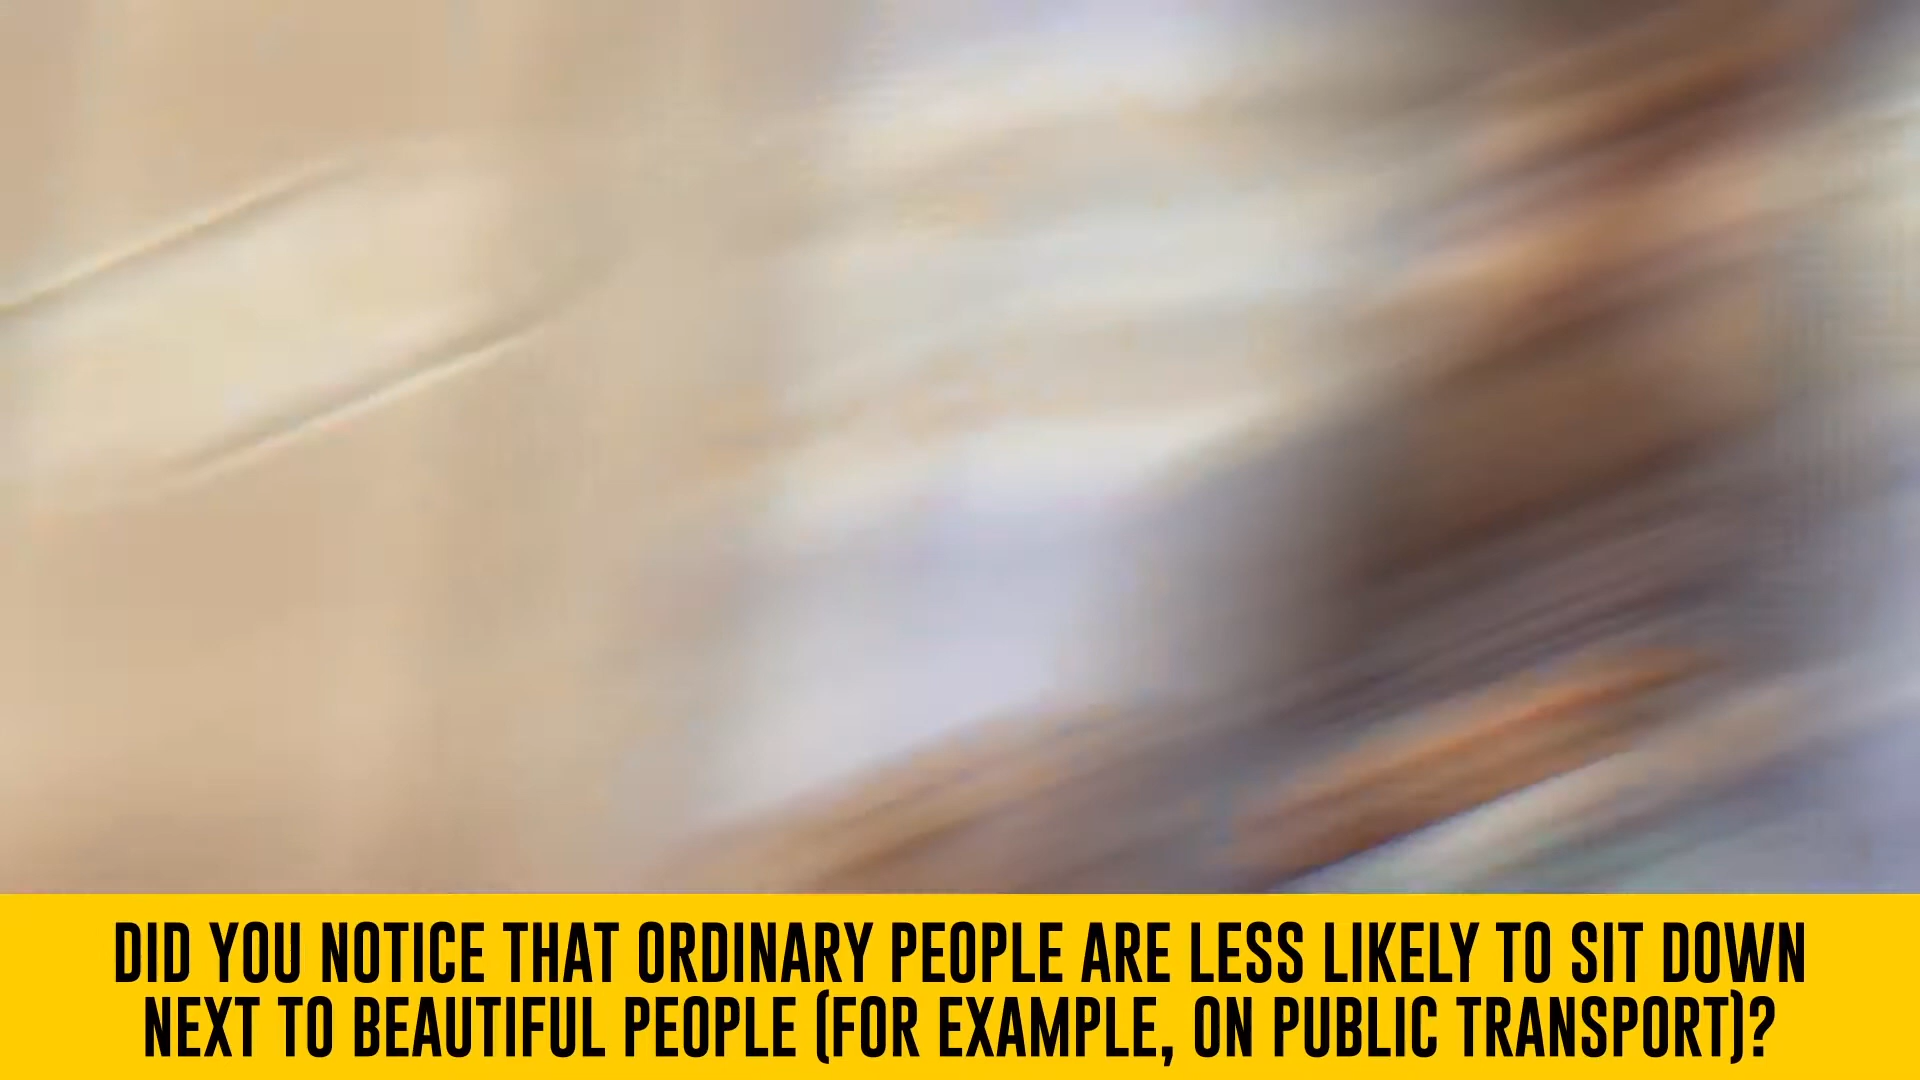 DID YOU NOTICE THAT ORDINARY PEOPLE ARE LESS LIKELY TO SIT DOWN
NEXT TO BEAUTIFUL PEOPLE (FOR EXAMPLE, ON PUBLIC TRANSPORT)?